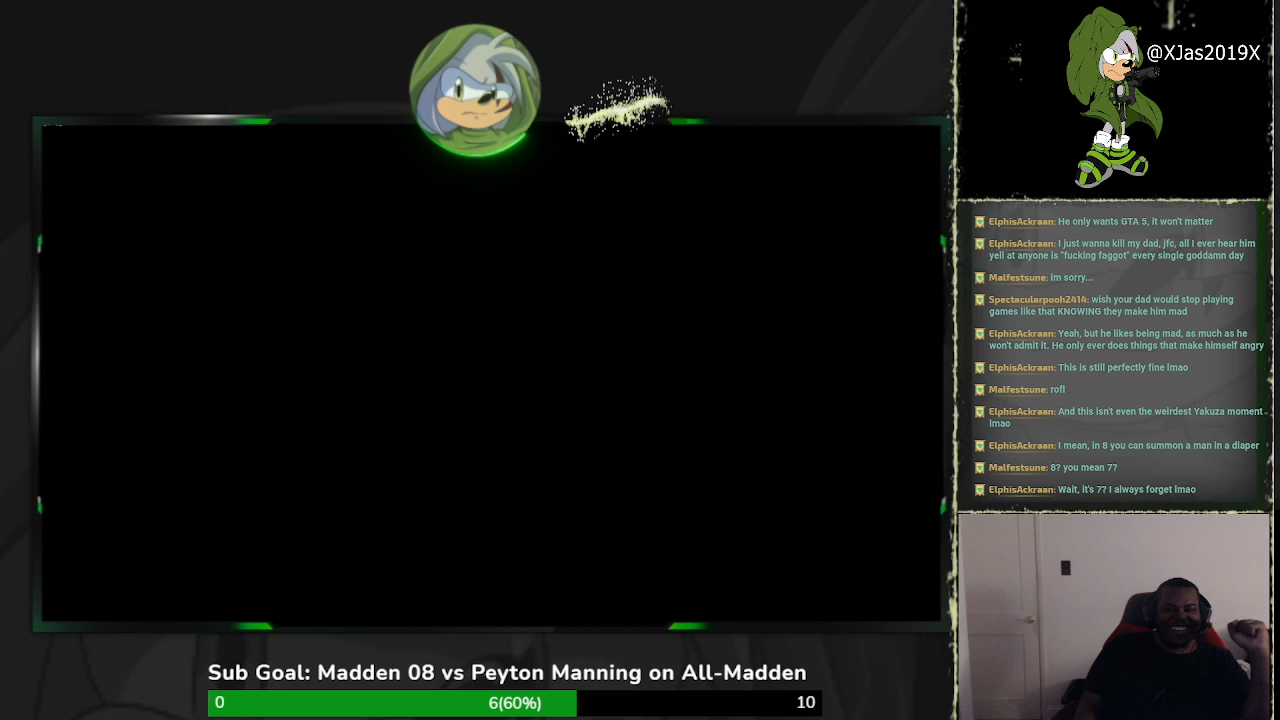 @XJas2019X
ElphisAckraan: He only wants GTA 5, it won't matter
ElphisAckraan: I just wanna kill my dad, jfc, all I ever hear him
yell at anyone is "fucking faggot" every single goddamn day
Malfestsune: im sorry...
Spectacularpooh2414: wish your dad would stop playing
games like that KNOWING they make him mad
ElphisAckraan: Yeah, but he likes being mad, as much as he
won't admit it. He only ever does things that make himself angry
ElphisAckraan: This is still perfectly fine lmao
Malfestsune: rofl
ElphisAckraan: And this isn't even the weirdest Yakuza moment
lmao
ElphisAckraan: I mean, in 8 you can summon a man in a diaper
Malfestsune: 8? you mean 7?
ElphisAckraan: Wait, it's 7? I always forget lmao
Sub Goal: Madden 08 vs Peyton Manning on All-Madden
0 6(60%) 10